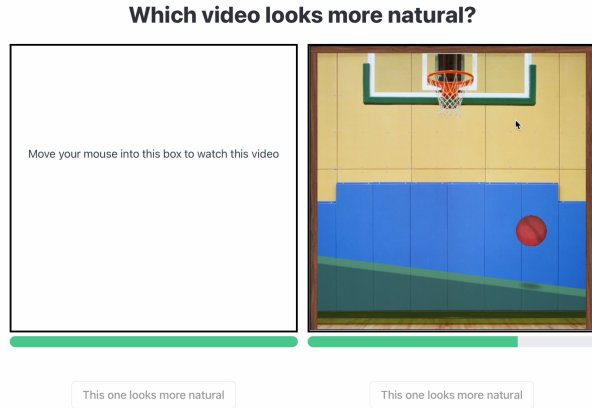 Which video looks more natural?
Move your mouse into this box to watch this video
This one looks more natural
This one looks more natural